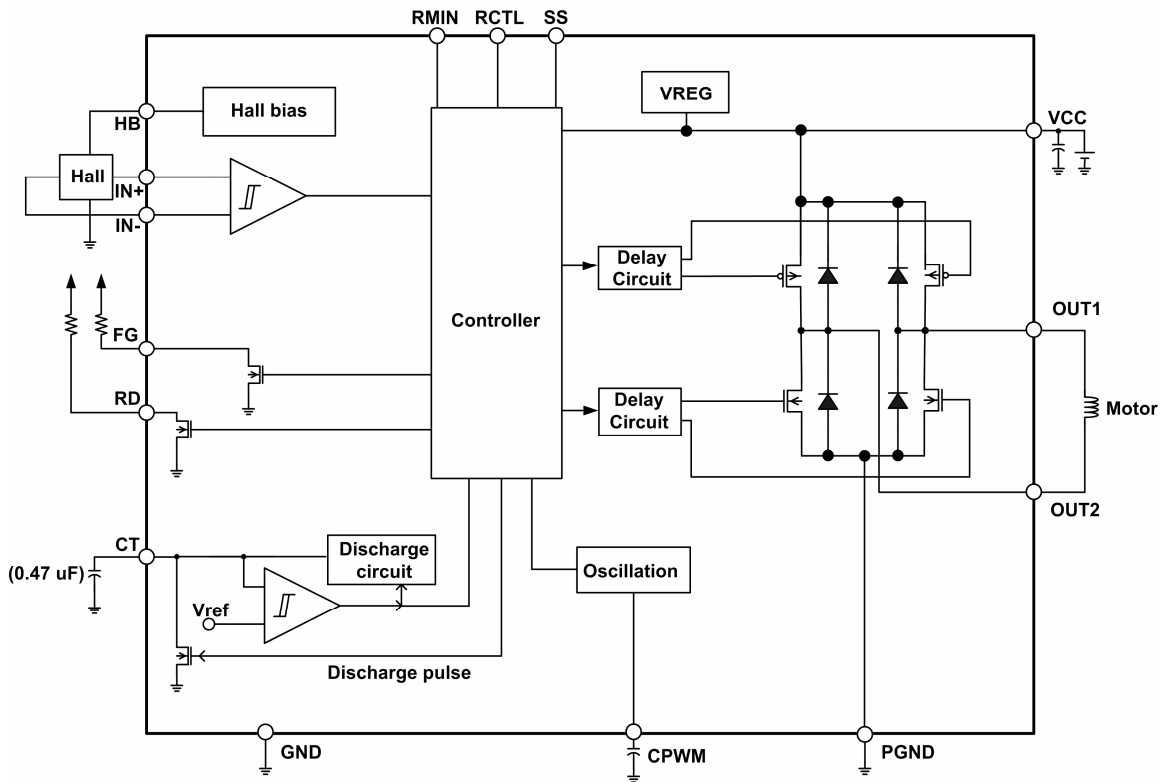 RMIN
RCTL
SS
HB
Hall bias
VREG
VCC
Hall
IN+
IN-
Delay
Circuit
Controller
OUT1
FG
RD
Delay
Circuit
Motor
OUT2
CT
(0.47 uF)
Discharge
circuit
Oscillation
Vref
Discharge pulse
GND
CPWM
PGND